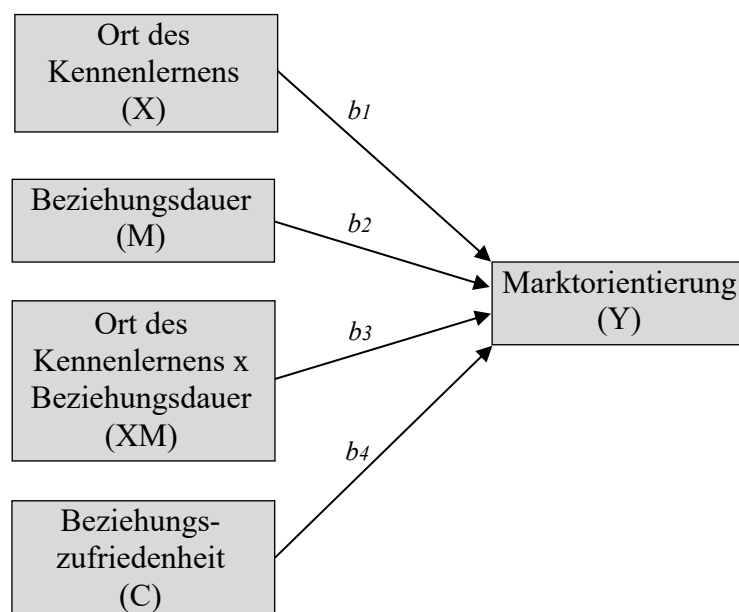 Ort des
Kennenlernens
(X)
b1
Beziehungsdauer
(M)
b2
Marktorientierung
(Y)
Ort des
Kennenlernens x
Beziehungsdauer
(XM)
b3
b4
Beziehungs-
zufriedenheit
(C)